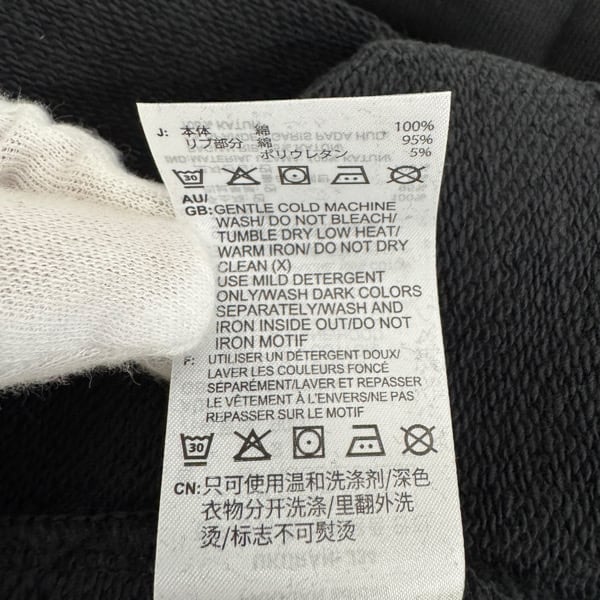 J: 本体 綿 100%
リブ部分 綿 95%
ポリウレタン 5%
30
AU/
GB: GENTLE COLD MACHINE
WASH/ DO NOT BLEACH/
TUMBLE DRY LOW HEAT/
WARM IRON/ DO NOT DRY
CLEAN (X)
USE MILD DETERGENT
ONLY/WASH DARK COLORS
SEPARATELY/WASH AND
IRON INSIDE OUT/DO NOT
IRON MOTIF
F: UTILISER UN DÉTERGENT DOUX/
LAVER LES COULEURS FONCÉ
SÉPARÉMENT/LAVER ET REPASSER
LE VÊTEMENT À L'ENVERS/NE PAS
REPASSER SUR LE MOTIF
30
CN: 只可使用温和洗涤剂/深色
衣物分开洗涤/里翻外洗
烫/标志不可熨烫